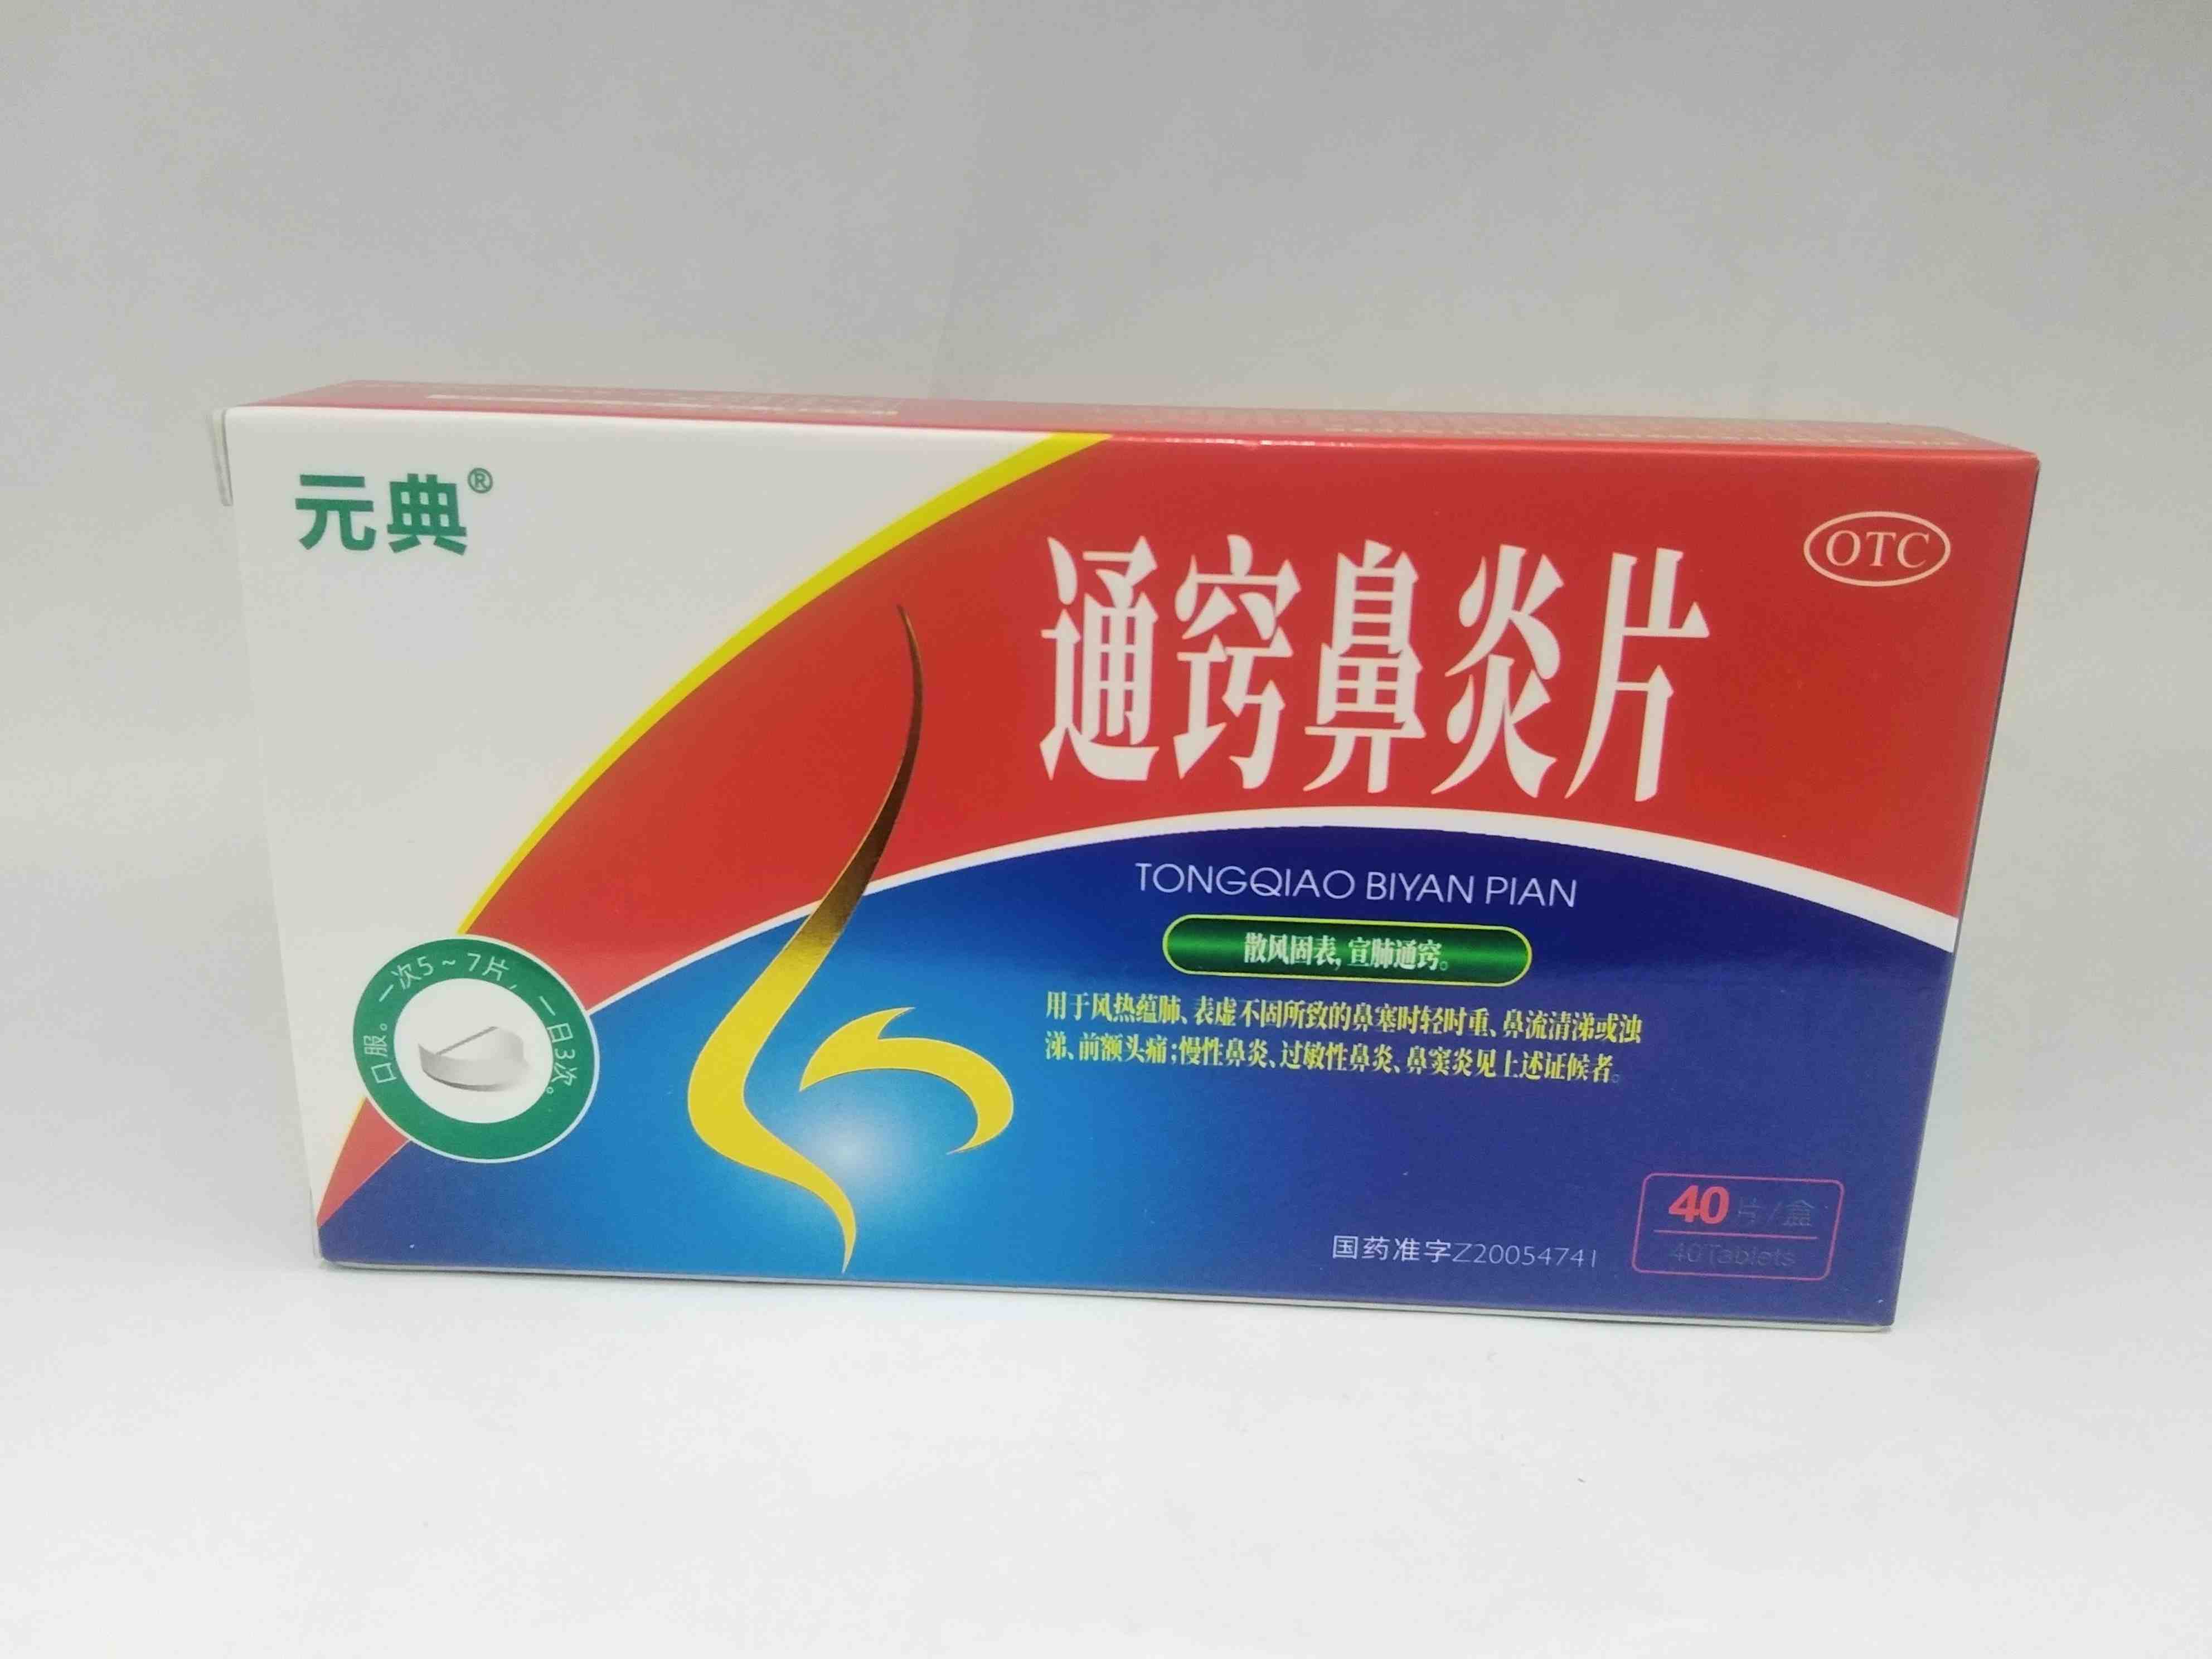 元典®
OTC
通窍鼻炎片
TONGQIAO BIYAN PIAN
散风固表，宣肺通窍。
用于风热蕴肺、表虚不固所致的鼻塞时轻时重、鼻流清涕或浊
涕、前额头痛；慢性鼻炎、过敏性鼻炎、鼻窦炎见上述证候者。
口服。一次5～7片，一日3次。
国药准字Z20054741
40片/盒
40Tablets